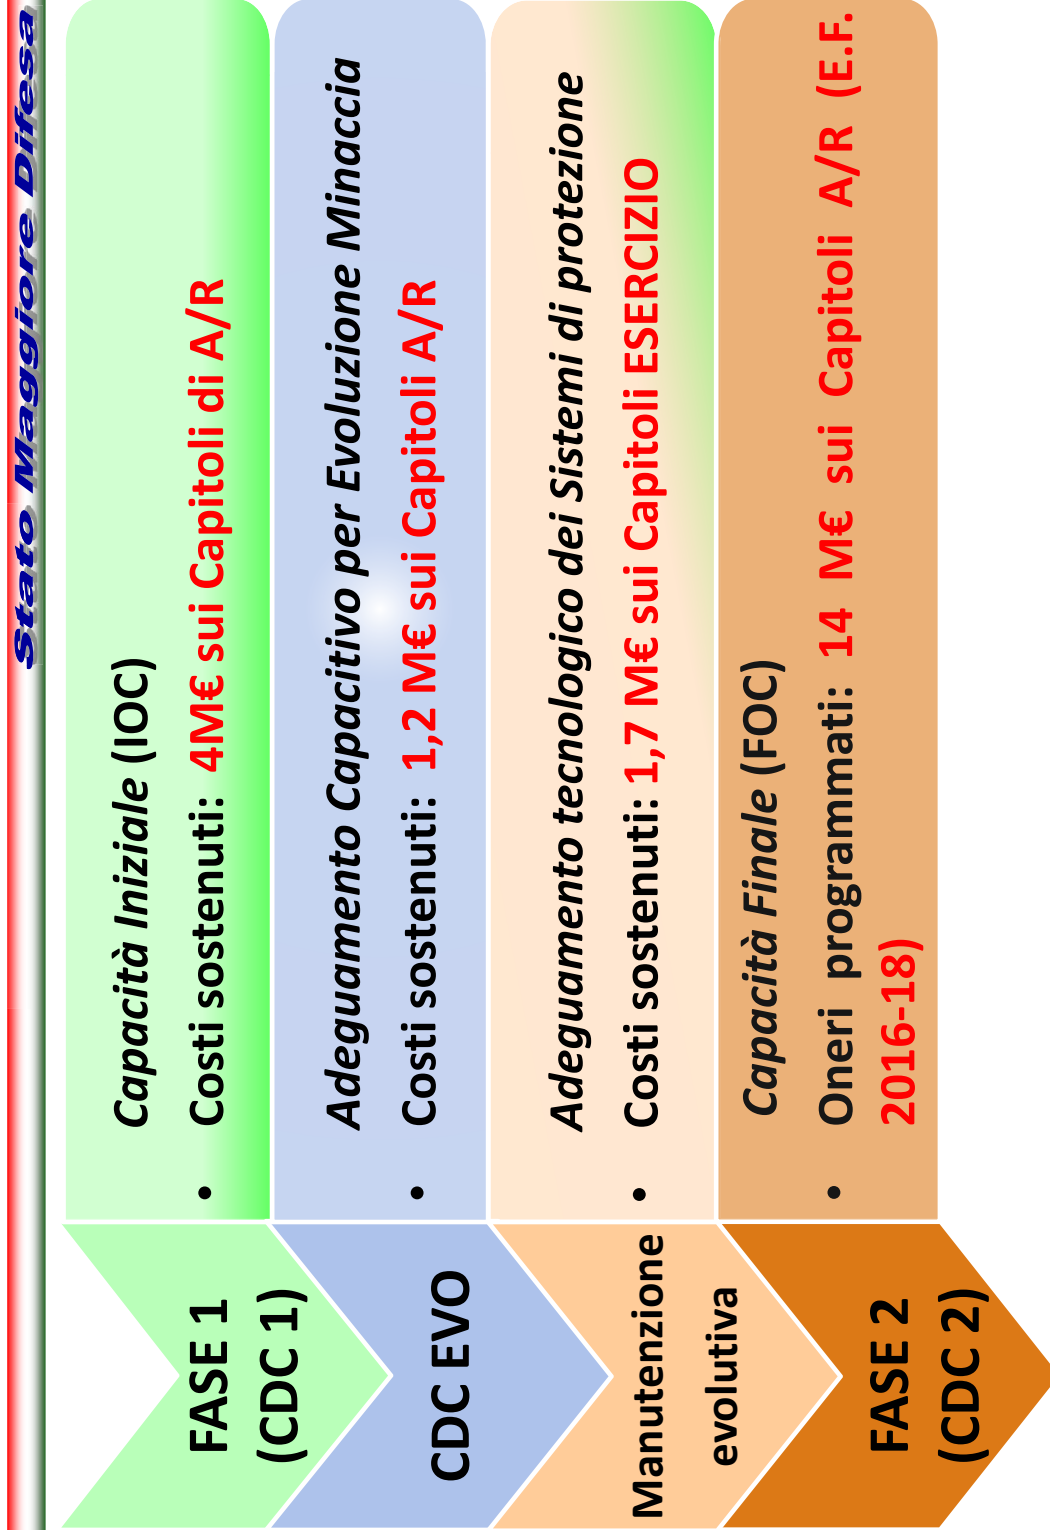 Stato Maggiore Difesa
FASE 1
(CDC 1)
Capacità Iniziale (IOC)
• Costi sostenuti: 4M€ sui Capitoli di A/R
CDC EVO
Adeguamento Capacitivo per Evoluzione Minaccia
• Costi sostenuti: 1,2 M€ sui Capitoli A/R
Manutenzione
evolutiva
Adeguamento tecnologico dei Sistemi di protezione
• Costi sostenuti: 1,7 M€ sui Capitoli ESERCIZIO
FASE 2
(CDC 2)
Capacità Finale (FOC)
• Oneri programmati: 14 M€ sui Capitoli A/R (E.F.
2016-18)